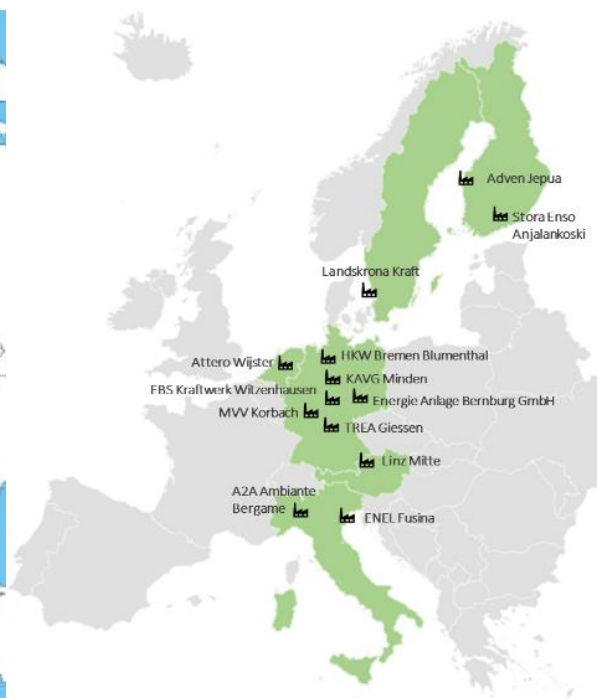 Adven Jepua
Stora Enso
Anjalankoski
Landskrona Kraft
HKW Bremen Blumenthal
Attero Wijster
KAVG Minden
EBS Kraftwerk Witzenhausen
Energie Anlage Bernburg GmbH
MVV Korbach
TREA Giessen
Linz Mitte
A2A Ambiante
Bergame
ENEL Fusina